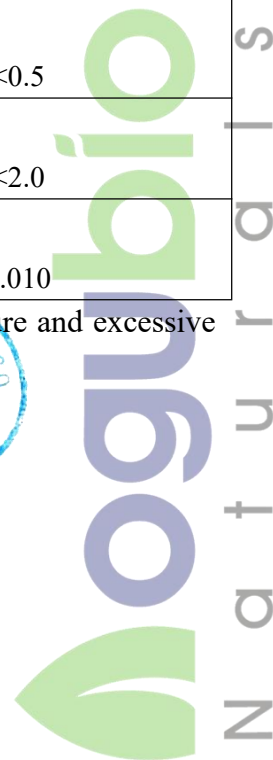 <0.5
<2.0
.010
re and excessive
ogubio
Naturals